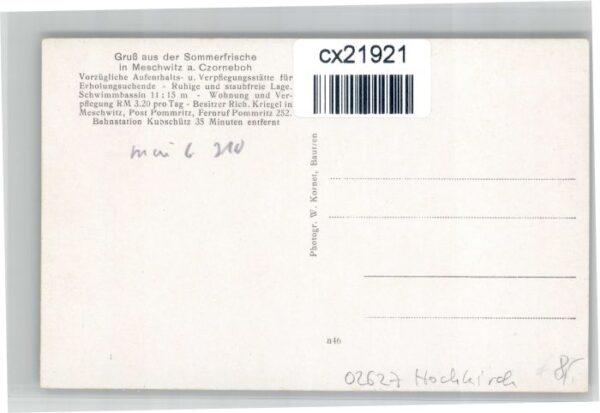 Gruß aus der Sommerfrische
in Meschwitz a. Czorneboh
Vorzügliche Aufenthalts- u. Verpflegungsstätte für
Erholungsuchende - Ruhige und staubfreie Lage.
Schwimmbassin 11:15 m - Wohnung und Ver-
pflegung RM 3.20 pro Tag - Besitzer Rich. Kriegel in
Meschwitz, Post Pommritz, Fernruf Pommritz 252.
Bahnstation Kubschütz 35 Minuten entfernt
cx21921
Photogr. W. Kornet, Bautzen
a46
02627 Hochkirch
8,-